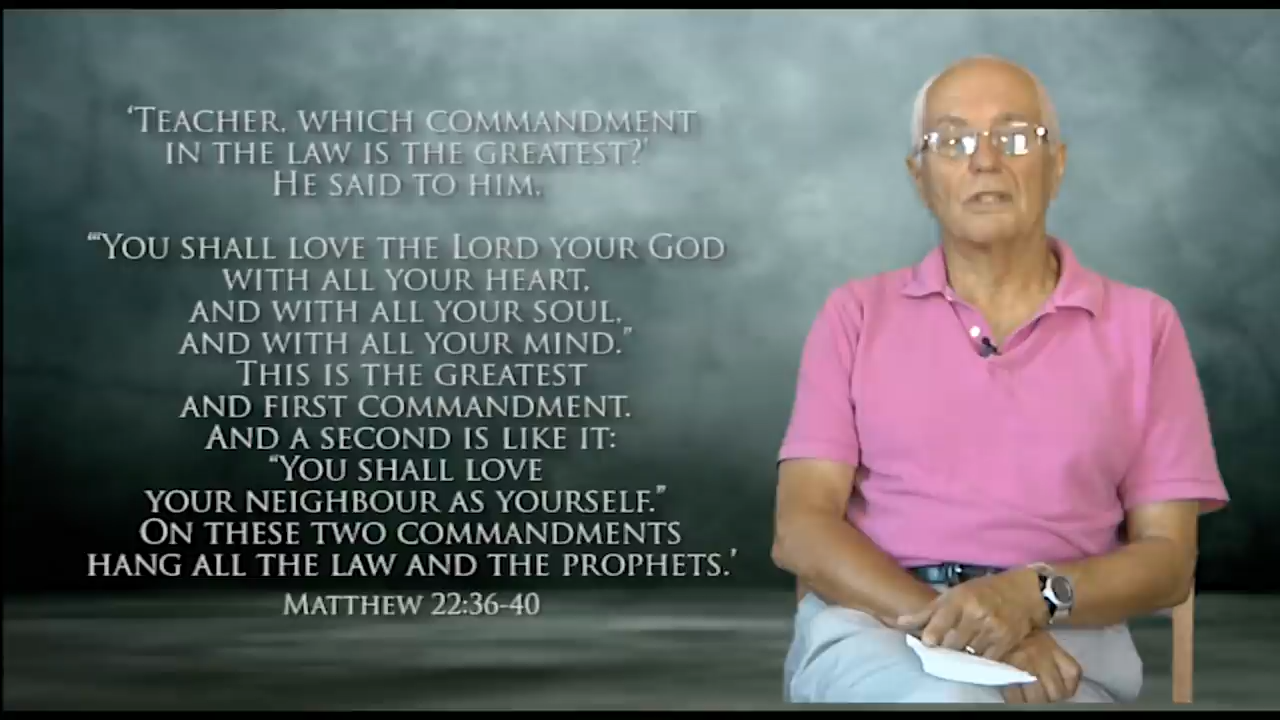 ‘Teacher, which commandment
in the law is the greatest?’
He said to him,
“‘You shall love the Lord your God
with all your heart,
and with all your soul,
and with all your mind.”
This is the greatest
and first commandment.
And a second is like it:
“You shall love
your neighbour as yourself.”
On these two commandments
hang all the law and the prophets.’
Matthew 22:36-40